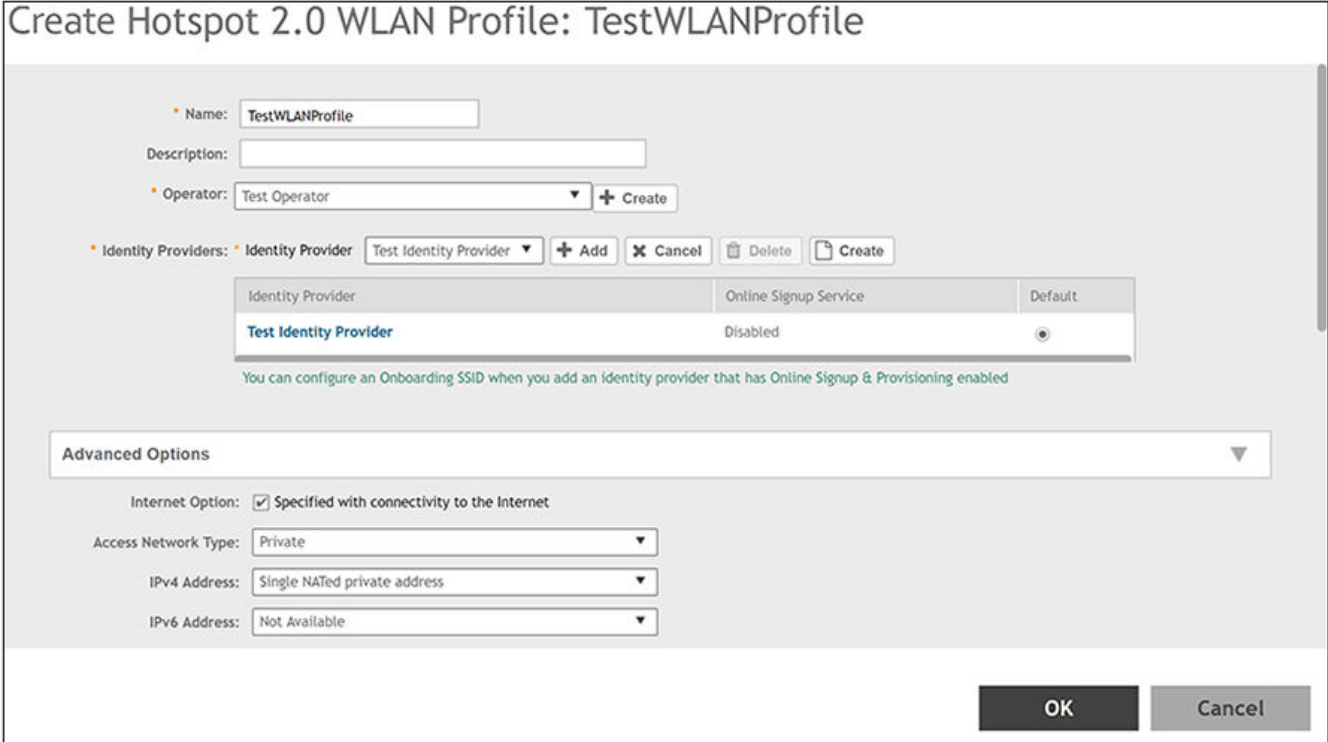 Create Hotspot 2.0 WLAN Profile: TestWLANProfile
* Name: TestWLANProfile
Description:
* Operator: Test Operator Create
* Identity Providers: * Identity Provider Test Identity Provider Add Cancel Delete Create
Identity Provider Online Signup Service Default
Test Identity Provider Disabled
You can configure an Onboarding SSID when you add an identity provider that has Online Signup & Provisioning enabled
Advanced Options
Internet Option: Specified with connectivity to the Internet
Access Network Type: Private
IPv4 Address: Single NATed private address
IPv6 Address: Not Available
OK Cancel